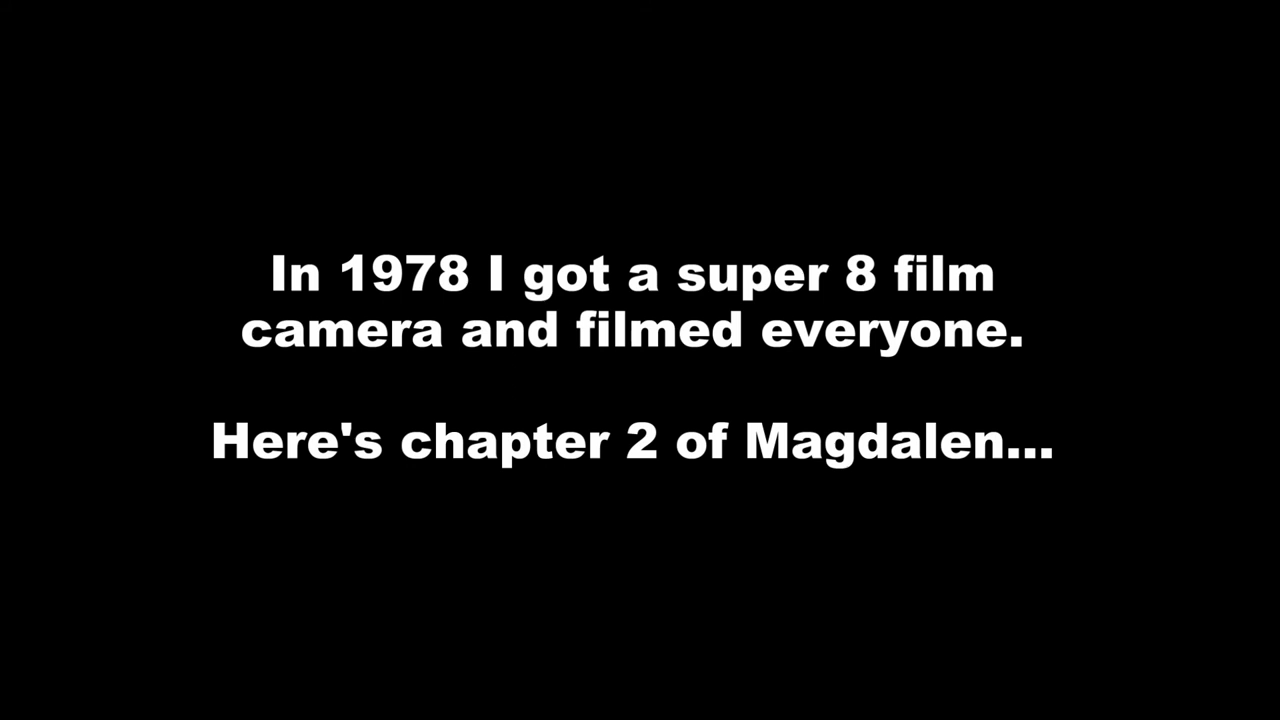 In 1978 I got a super 8 film
camera and filmed everyone.
Here's chapter 2 of Magdalen...